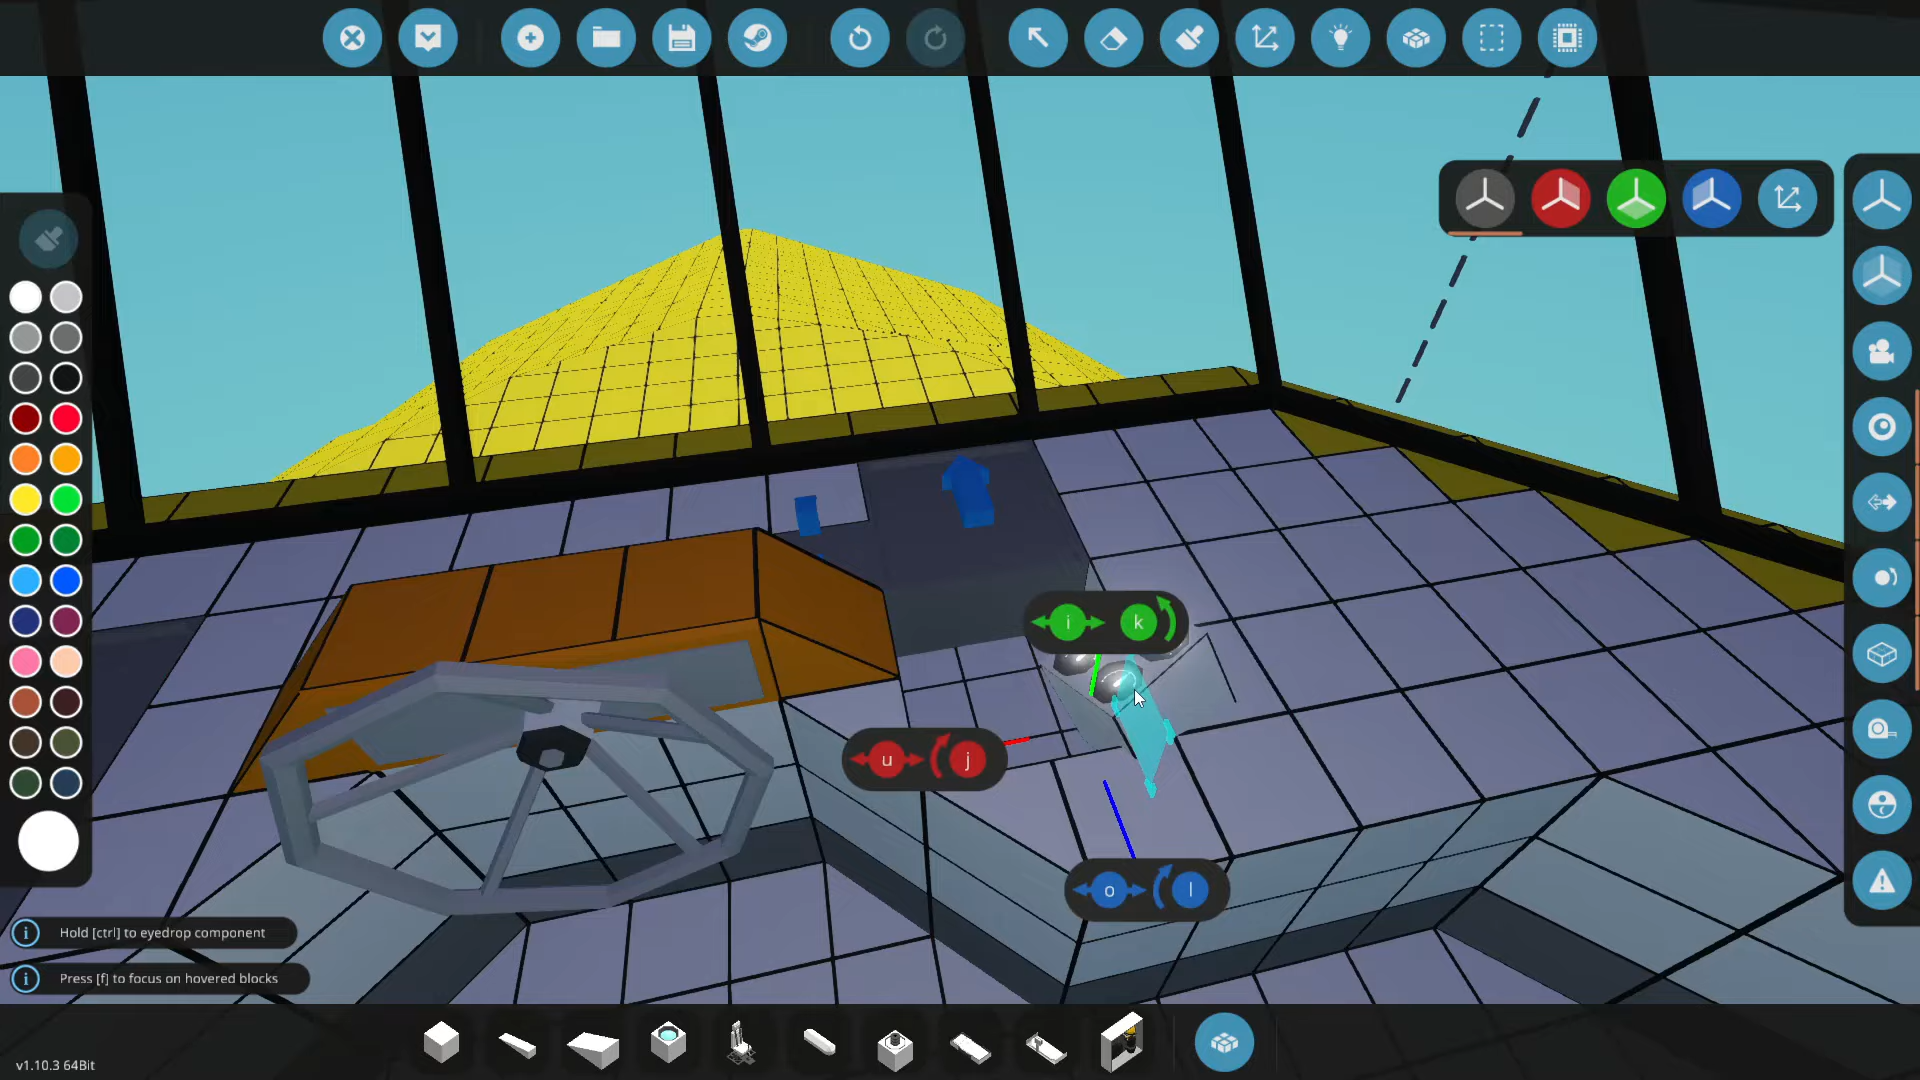 i k
u j
o l
Hold [ctrl] to eyedrop component
Press [f] to focus on hovered blocks
v1.10.3 64Bit